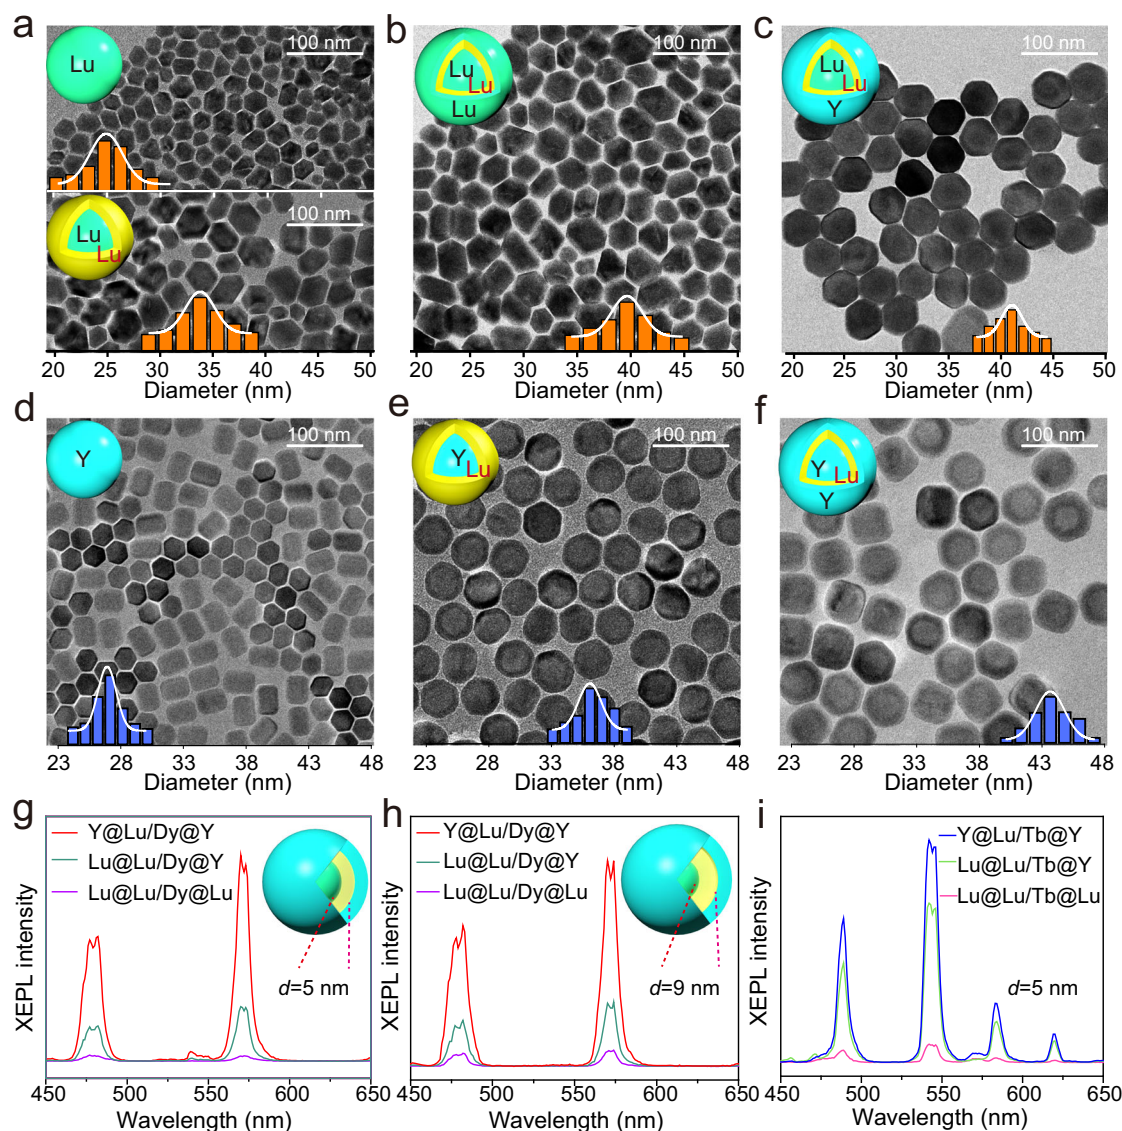 a
100 nm
Lu
100 nm
Lu
Lu
20 25 30 35 40 45 50
Diameter (nm)
b
100 nm
Lu
Lu
Lu
20 25 30 35 40 45 50
Diameter (nm)
c
100 nm
Lu
Lu
Y
20 25 30 35 40 45 50
Diameter (nm)
d
100 nm
Y
23 28 33 38 43 48
Diameter (nm)
e
100 nm
Y
Lu
23 28 33 38 43 48
Diameter (nm)
f
100 nm
Y
Lu
Y
23 28 33 38 43 48
Diameter (nm)
g
Y@Lu/Dy@Y
Lu@Lu/Dy@Y
Lu@Lu/Dy@Lu
d=5 nm
XEPL intensity
450 500 550 600 650
Wavelength (nm)
h
Y@Lu/Dy@Y
Lu@Lu/Dy@Y
Lu@Lu/Dy@Lu
d=9 nm
XEPL intensity
450 500 550 600 650
Wavelength (nm)
i
Y@Lu/Tb@Y
Lu@Lu/Tb@Y
Lu@Lu/Tb@Lu
d=5 nm
XEPL intensity
450 500 550 600 650
Wavelength (nm)